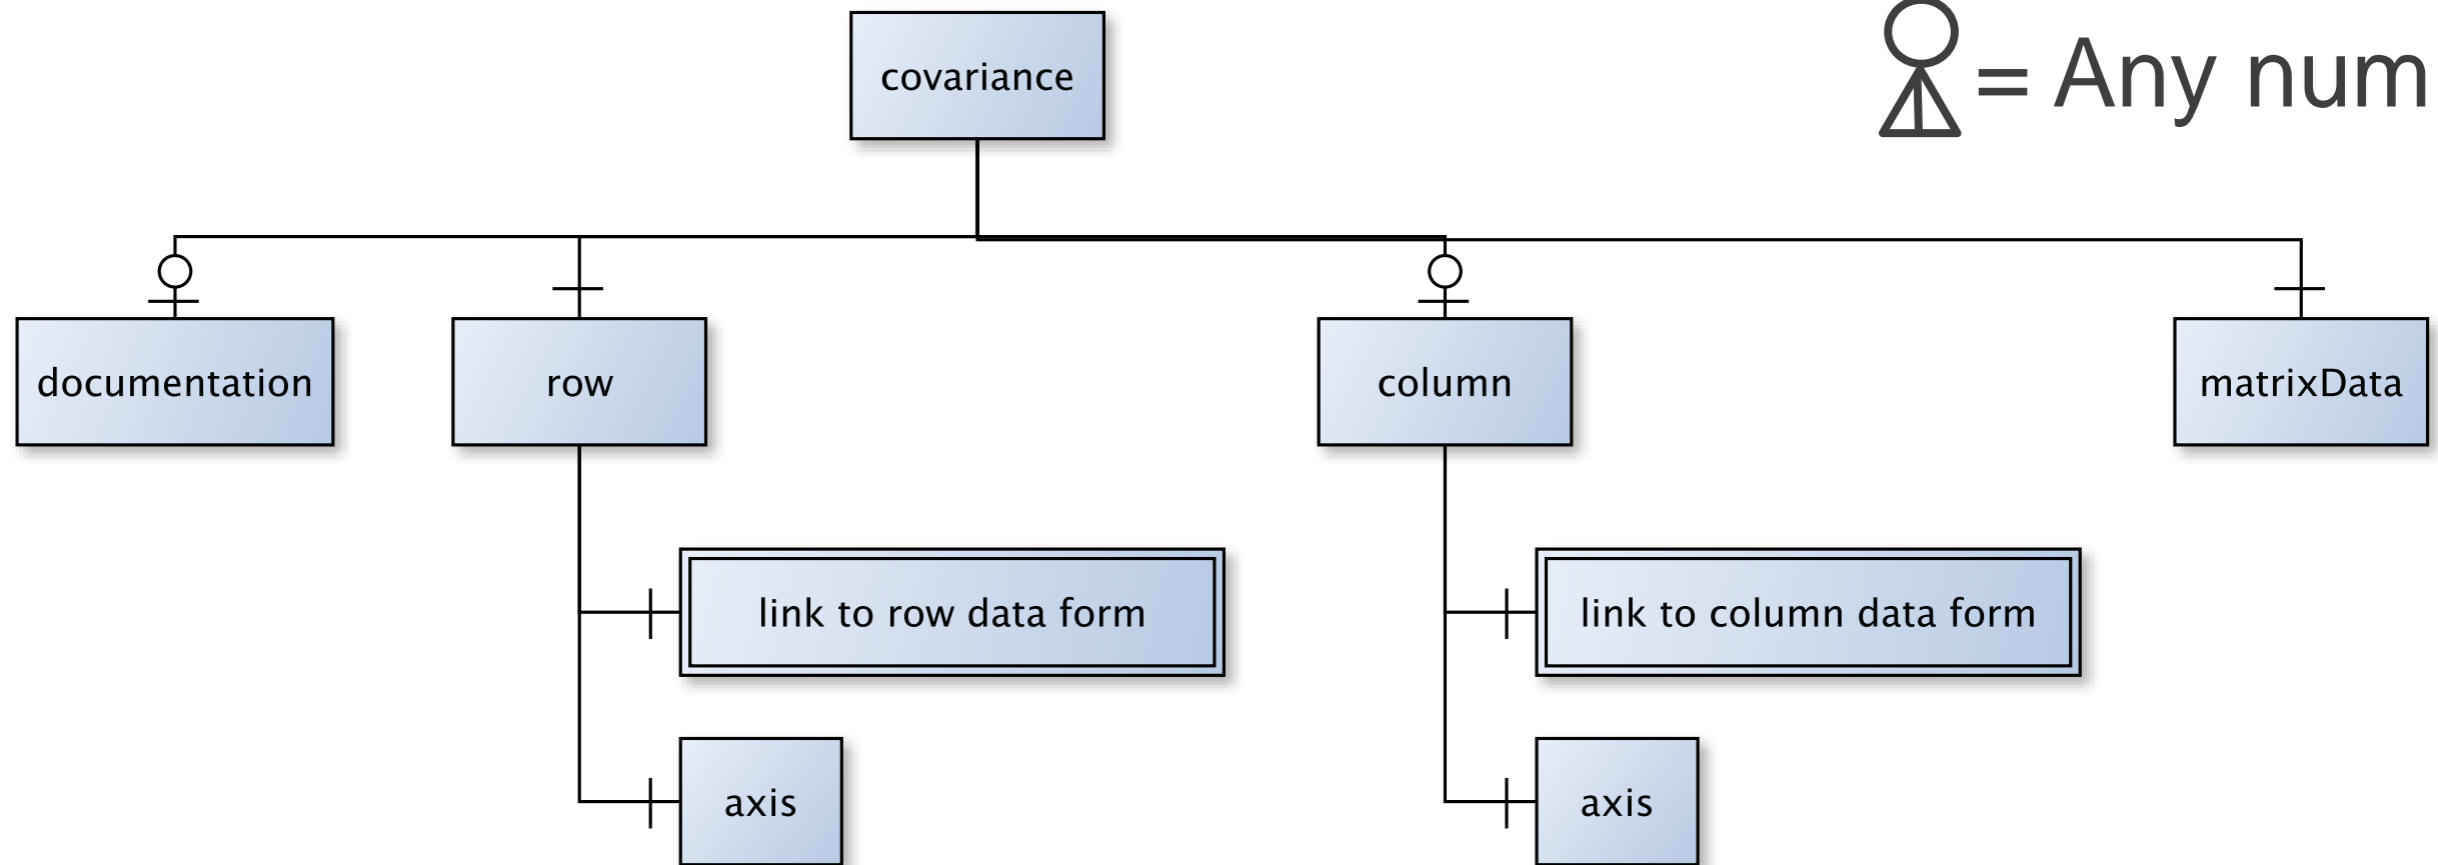 covariance
= Any num
documentation
row
column
matrixData
link to row data form
link to column data form
axis
axis